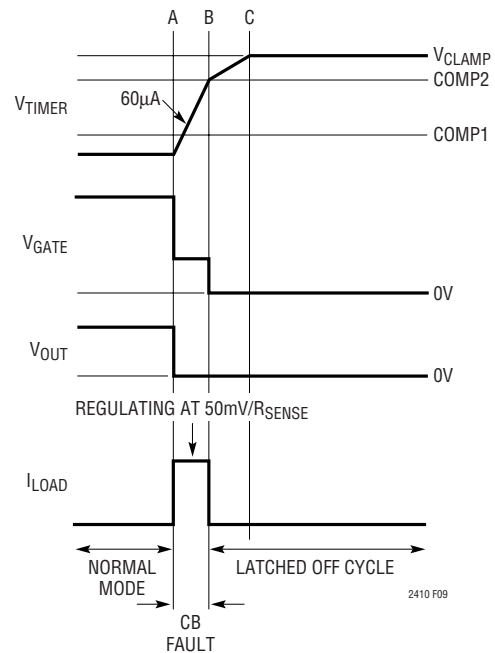 A B C
VCLAMP
COMP2
VTIMER
60µA
COMP1
VGATE
0V
VOUT
0V
REGULATING AT 50mV/RSENSE
ILOAD
NORMAL
MODE
LATCHED OFF CYCLE
2410 F09
CB
FAULT